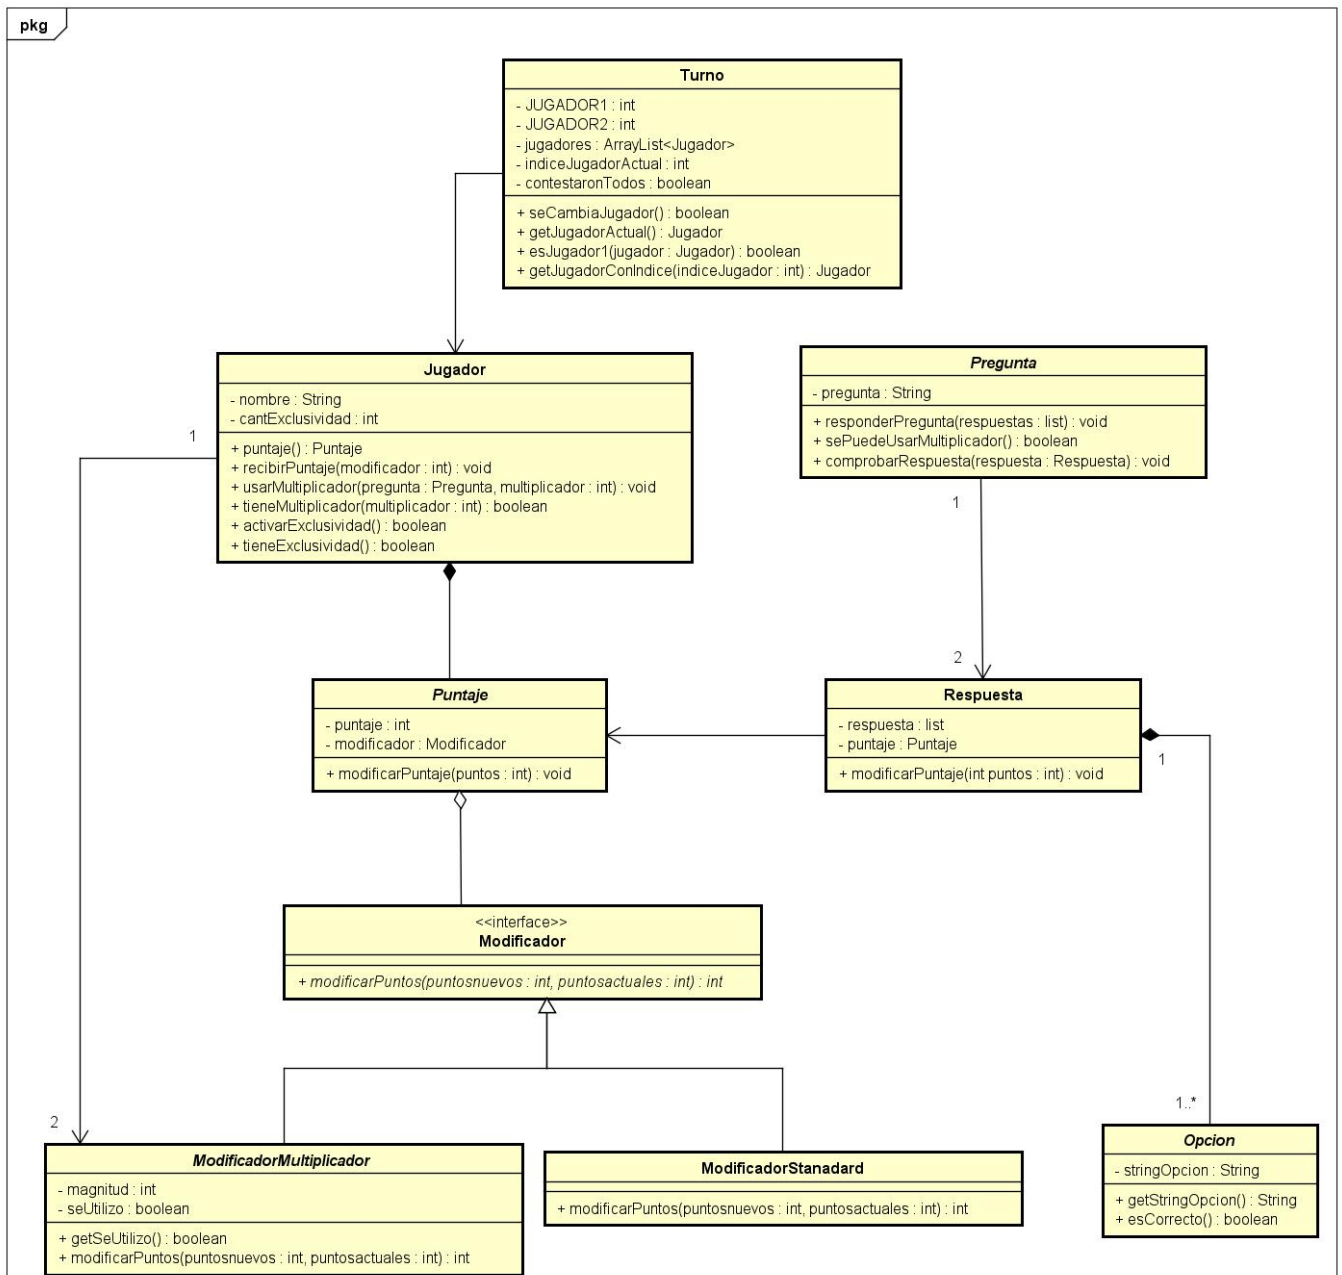 pkg
Turno
- JUGADOR1 : int
- JUGADOR2 : int
- jugadores : ArrayList<Jugador>
- indiceJugadorActual : int
- contestaronTodos : boolean
+ seCambiaJugador() : boolean
+ getJugadorActual() : Jugador
+ esJugador1(jugador : Jugador) : boolean
+ getJugadorConIndice(indiceJugador : int) : Jugador
Jugador
- nombre : String
- cantExclusividad : int
+ puntaje() : Puntaje
+ recibirPuntaje(modificador : int) : void
+ usarMultiplicador(pregunta : Pregunta, multiplicador : int) : void
+ tieneMultiplicador(multiplicador : int) : boolean
+ activarExclusividad() : boolean
+ tieneExclusividad() : boolean
1
Pregunta
- pregunta : String
+ responderPregunta(respuestas : list) : void
+ sePuedeUsarMultiplicador() : boolean
+ comprobarRespuesta(respuesta : Respuesta) : void
1
2
Puntaje
- puntaje : int
- modificador : Modificador
+ modificarPuntaje(puntos : int) : void
Respuesta
- respuesta : list
- puntaje : Puntaje
+ modificarPuntaje(int puntos : int) : void
1
<<interface>>
Modificador
+ modificarPuntos(puntosnuevos : int, puntosactuales : int) : int
2
1..*
ModificadorMultiplicador
- magnitud : int
- seUtilizo : boolean
+ getSeUtilizo() : boolean
+ modificarPuntos(puntosnuevos : int, puntosactuales : int) : int
ModificadorStanadard
+ modificarPuntos(puntosnuevos : int, puntosactuales : int) : int
Opcion
- stringOpcion : String
+ getStringOpcion() : String
+ esCorrecto() : boolean